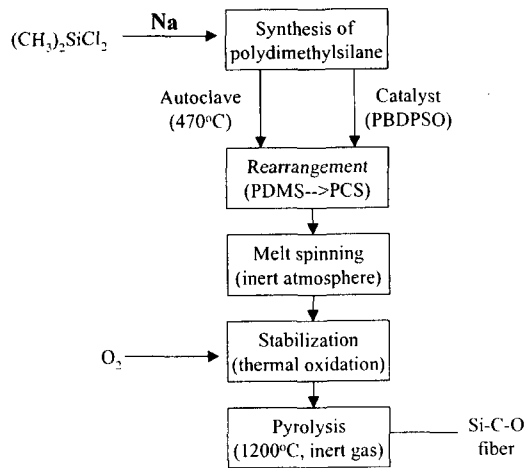 (CH₃)₂SiCl₂
Na
Synthesis of
polydimethylsilane
Autoclave
(470°C)
Catalyst
(PBDPSO)
Rearrangement
(PDMS-->PCS)
Melt spinning
(inert atmosphere)
O₂
Stabilization
(thermal oxidation)
Pyrolysis
(1200°C, inert gas)
Si-C-O
fiber